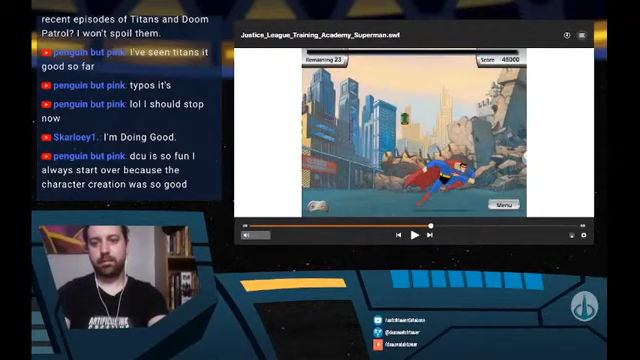 recent episodes of Titans and Doom
Patrol? I won't spoil them.
penguin but pink: I've seen titans it
good so far
penguin but pink: typos it's
penguin but pink: lol I should stop
now
Skarloey1.: I'm Doing Good.
penguin but pink: dcu is so fun I
always start over because the
character creation was so good
Justice_League_Training_Academy_Superman.swf
Remaining 23
Score 45000
Menu